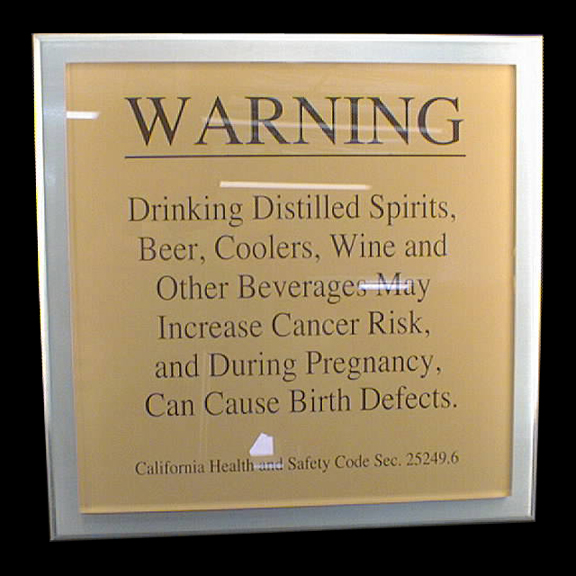 WARNING
Drinking Distilled Spirits,
Beer, Coolers, Wine and
Other Beverages May
Increase Cancer Risk,
and During Pregnancy,
Can Cause Birth Defects.
California Health and Safety Code Sec. 25249.6